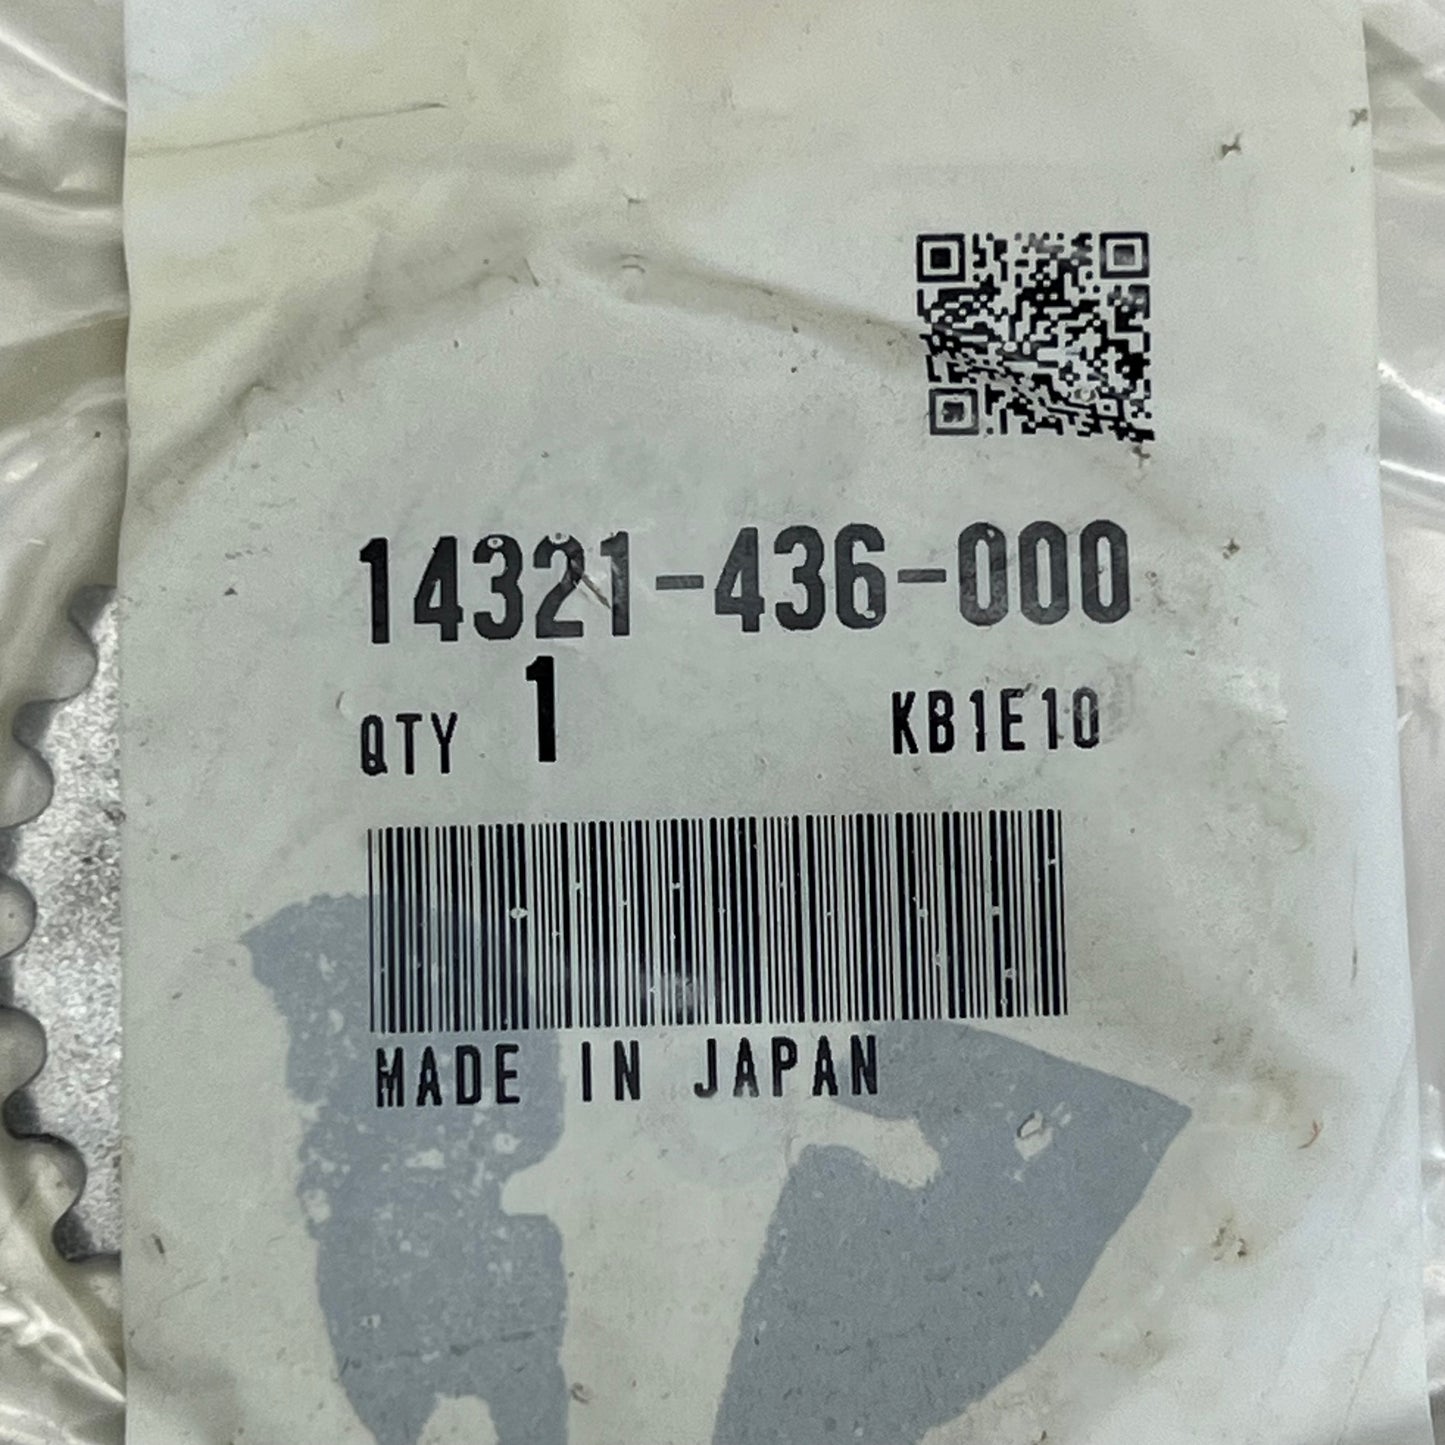 14321-436-000
QTY 1 KB1E10
MADE IN JAPAN